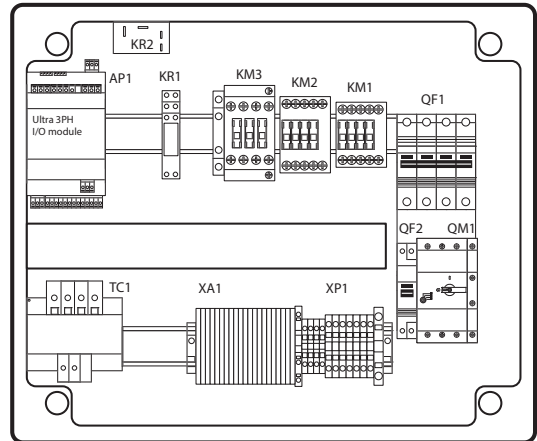 KR2
AP1
KR1
KM3
KM2
KM1
QF1
Ultra 3PH
I/O module
QF2
QM1
TC1
XA1
XP1